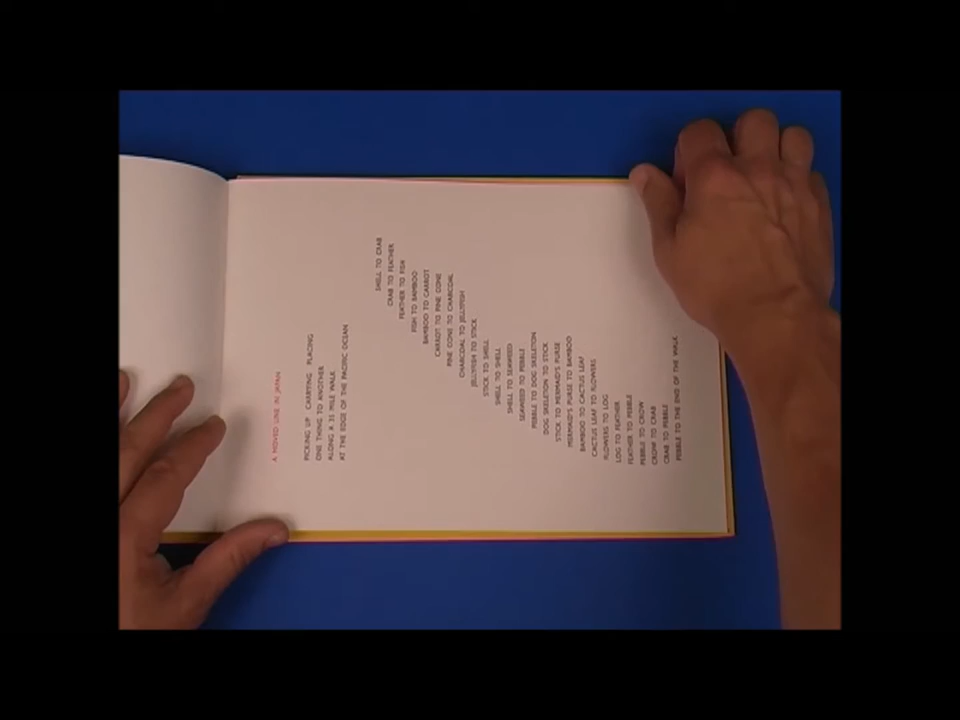 A MOVED LINE IN JAPAN
PICKING UP CARRYING PLACING
ONE THING TO ANOTHER
ALONG A 35 MILE WALK
AT THE EDGE OF THE PACIFIC OCEAN
SHELL TO CRAB
CRAB TO FEATHER
FEATHER TO FISH
FISH TO BAMBOO
BAMBOO TO CARROT
CARROT TO PINE CONE
PINE CONE TO CHARCOAL
CHARCOAL TO JELLYFISH
JELLYFISH TO STICK
STICK TO SHELL
SHELL TO SHELL
SHELL TO SEAWEED
SEAWEED TO PEBBLE
PEBBLE TO DOG SKELETON
DOG SKELETON TO STICK
STICK TO MERMAID'S PURSE
MERMAID'S PURSE TO BAMBOO
BAMBOO TO CACTUS LEAF
CACTUS LEAF TO FLOWERS
FLOWERS TO LOG
LOG TO FEATHER
FEATHER TO PEBBLE
PEBBLE TO CROW
CROW TO CRAB
CRAB TO PEBBLE
PEBBLE TO THE END OF THE WALK